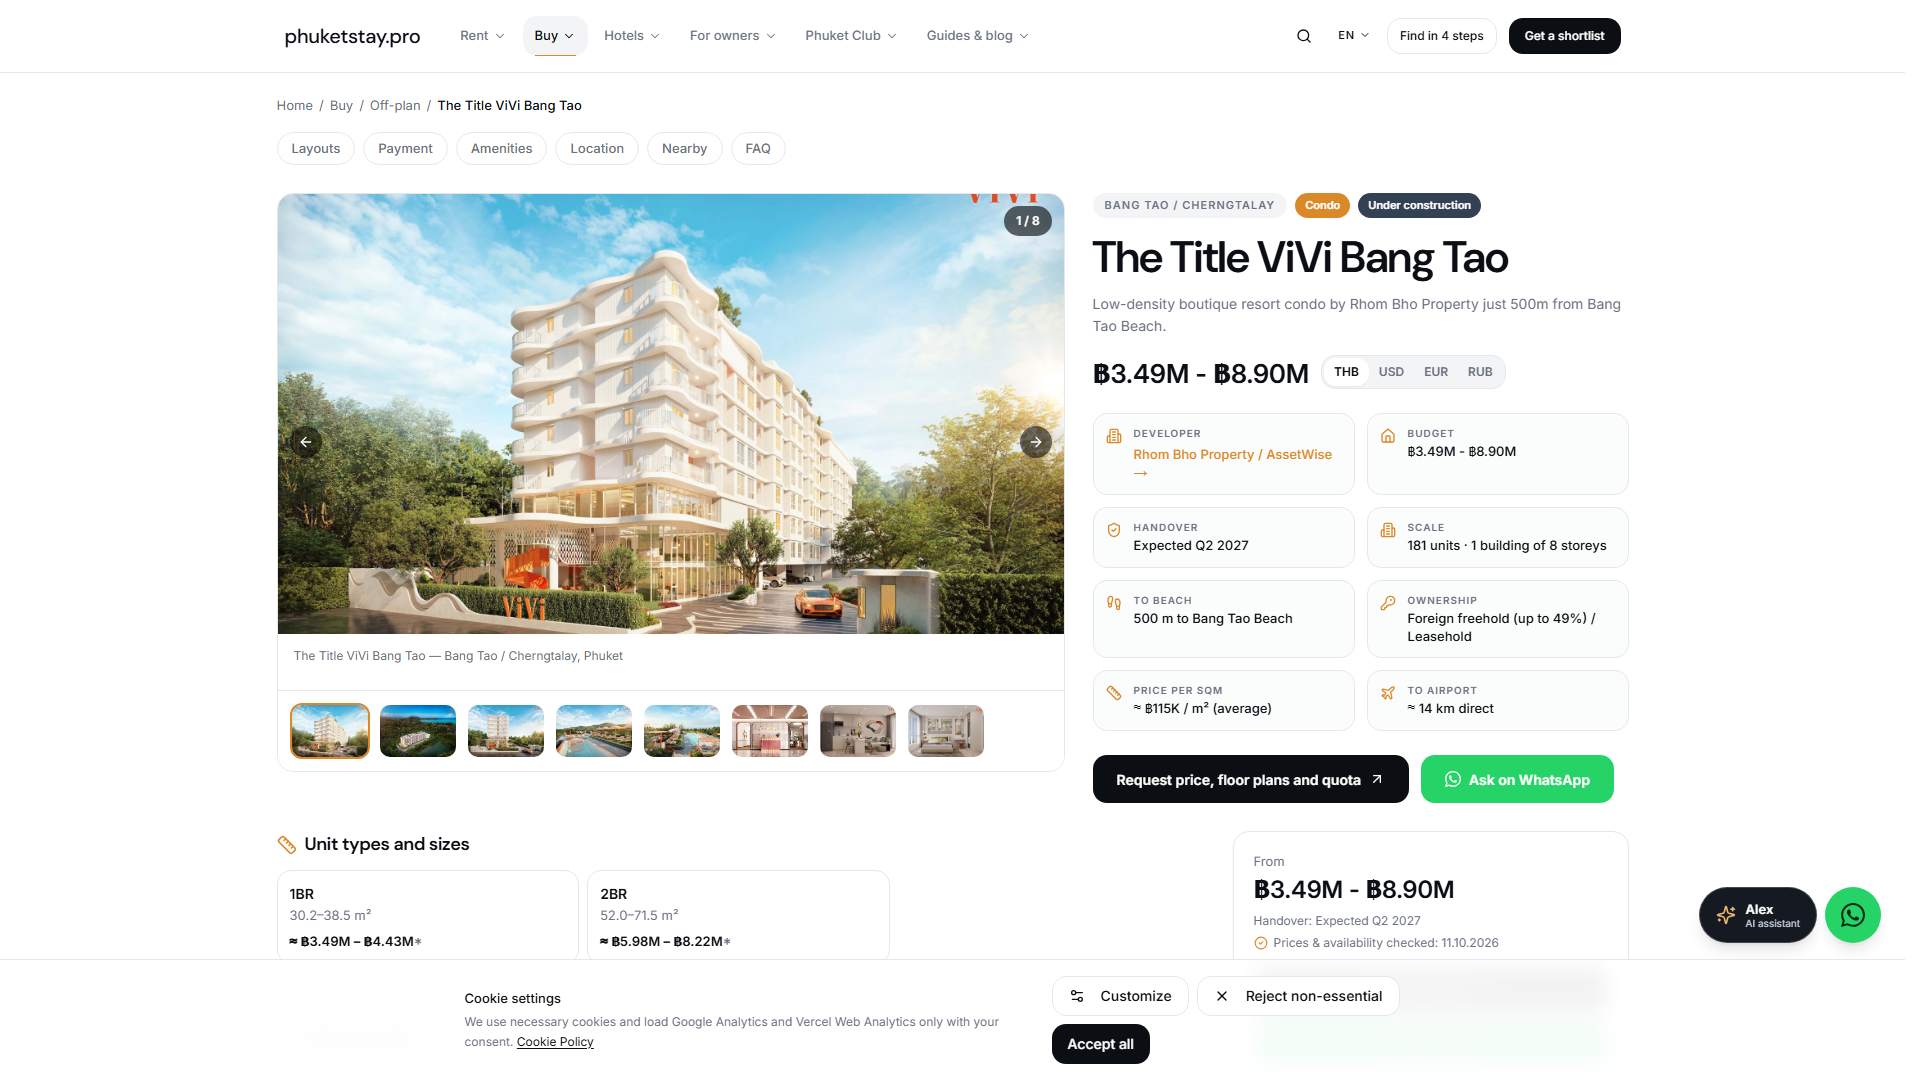 phuketstay.pro
Rent
Buy
Hotels
For owners
Phuket Club
Guides & blog
EN
Find in 4 steps
Get a shortlist
Home / Buy / Off-plan / The Title ViVi Bang Tao
Layouts
Payment
Amenities
Location
Nearby
FAQ
ViVi
1 / 8
ViVi
The Title ViVi Bang Tao — Bang Tao / Cherngtalay, Phuket
BANG TAO / CHERNGTALAY
Condo
Under construction
The Title ViVi Bang Tao
Low-density boutique resort condo by Rhom Bho Property just 500m from Bang
Tao Beach.
฿3.49M - ฿8.90M
THB
USD
EUR
RUB
DEVELOPER
Rhom Bho Property / AssetWise
→
BUDGET
฿3.49M - ฿8.90M
HANDOVER
Expected Q2 2027
SCALE
181 units · 1 building of 8 storeys
TO BEACH
500 m to Bang Tao Beach
OWNERSHIP
Foreign freehold (up to 49%) /
Leasehold
PRICE PER SQM
≈ ฿115K / m² (average)
TO AIRPORT
≈ 14 km direct
Request price, floor plans and quota
Ask on WhatsApp
Unit types and sizes
1BR
30.2–38.5 m²
≈ ฿3.49M – ฿4.43M*
2BR
52.0–71.5 m²
≈ ฿5.98M – ฿8.22M*
From
฿3.49M - ฿8.90M
Handover: Expected Q2 2027
Prices & availability checked: 11.10.2026
Alex
AI assistant
Cookie settings
We use necessary cookies and load Google Analytics and Vercel Web Analytics only with your
consent. Cookie Policy
Customize
Reject non-essential
Accept all